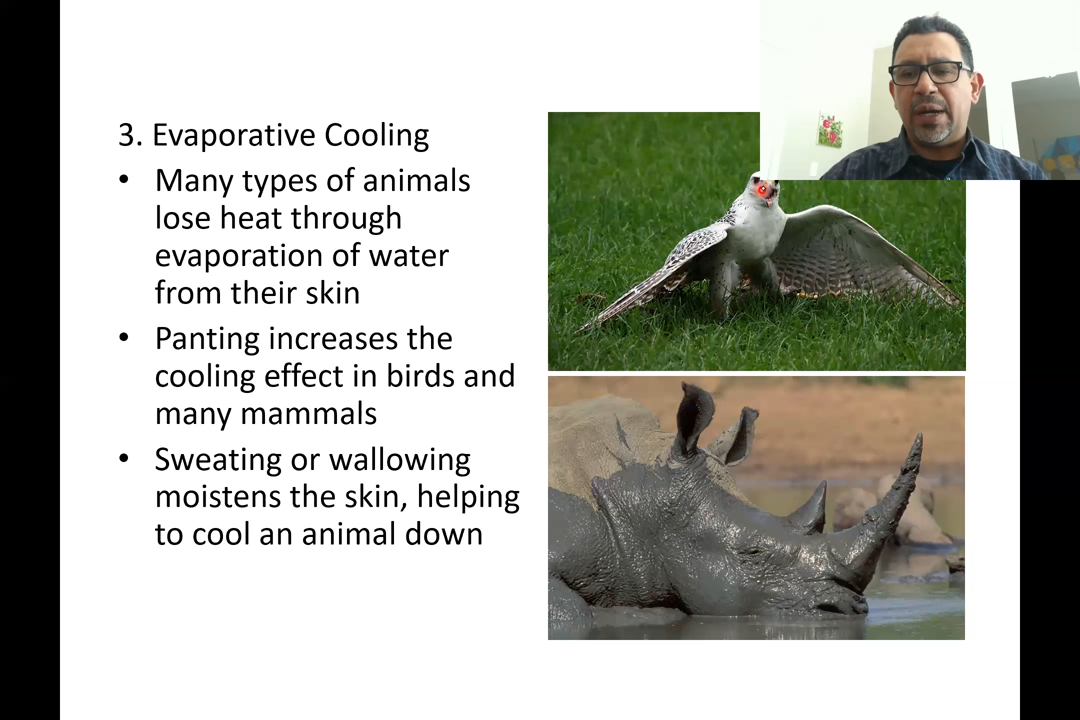 3. Evaporative Cooling
• Many types of animals
lose heat through
evaporation of water
from their skin
• Panting increases the
cooling effect in birds and
many mammals
• Sweating or wallowing
moistens the skin, helping
to cool an animal down